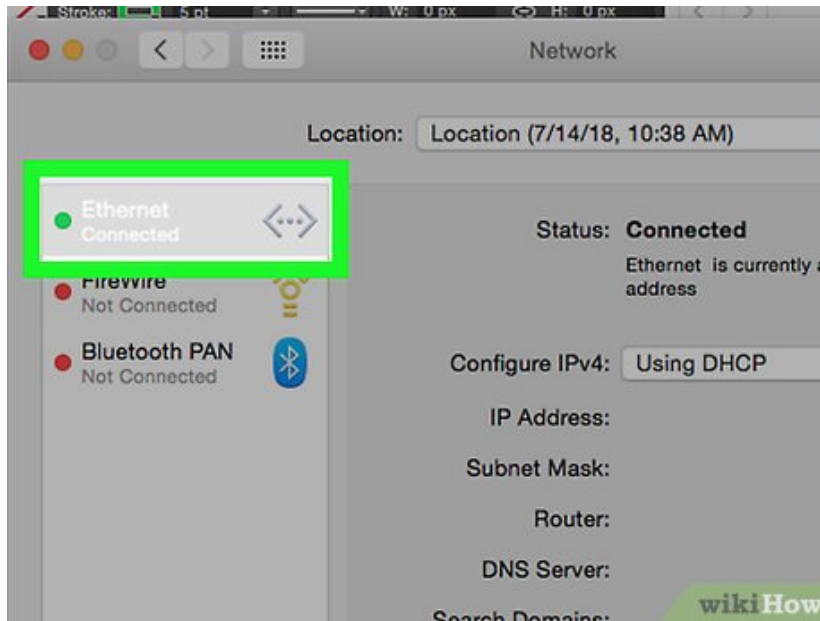 Stroke: 5 pt W: 0 px H: 0 px
Network
Location: Location (7/14/18, 10:38 AM)
Ethernet
Connected
FireWire
Not Connected
Bluetooth PAN
Not Connected
Status: Connected
Ethernet is currently a
address
Configure IPv4: Using DHCP
IP Address:
Subnet Mask:
Router:
DNS Server:
Search Domains:
wikiHow